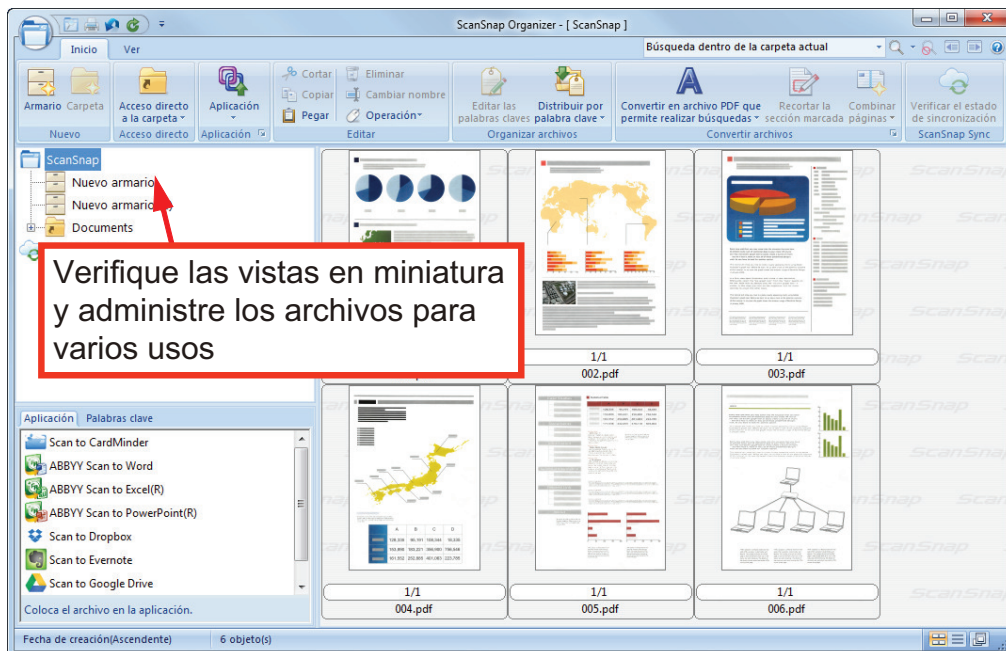 ScanSnap Organizer - [ ScanSnap ]
Inicio Ver
Búsqueda dentro de la carpeta actual
Armario Carpeta
Nuevo
Acceso directo
a la carpeta
Acceso directo
Aplicación
Aplicación
Cortar
Copiar
Pegar
Eliminar
Cambiar nombre
Operación
Editar
Editar las
palabras claves
Distribuir por
palabra clave
Organizar archivos
Convertir en archivo PDF que
permite realizar búsquedas
Recortar la
sección marcada
Combinar
páginas
Convertir archivos
Verificar el estado
de sincronización
ScanSnap Sync
ScanSnap
Nuevo armario
Nuevo armario
Documents
Verifique las vistas en miniatura
y administre los archivos para
varios usos
1/1
002.pdf
1/1
003.pdf
Aplicación Palabras clave
Scan to CardMinder
ABBYY Scan to Word
ABBYY Scan to Excel(R)
ABBYY Scan to PowerPoint(R)
Scan to Dropbox
Scan to Evernote
Scan to Google Drive
Coloca el archivo en la aplicación.
1/1
004.pdf
1/1
005.pdf
1/1
006.pdf
Fecha de creación(Ascendente) 6 objeto(s)